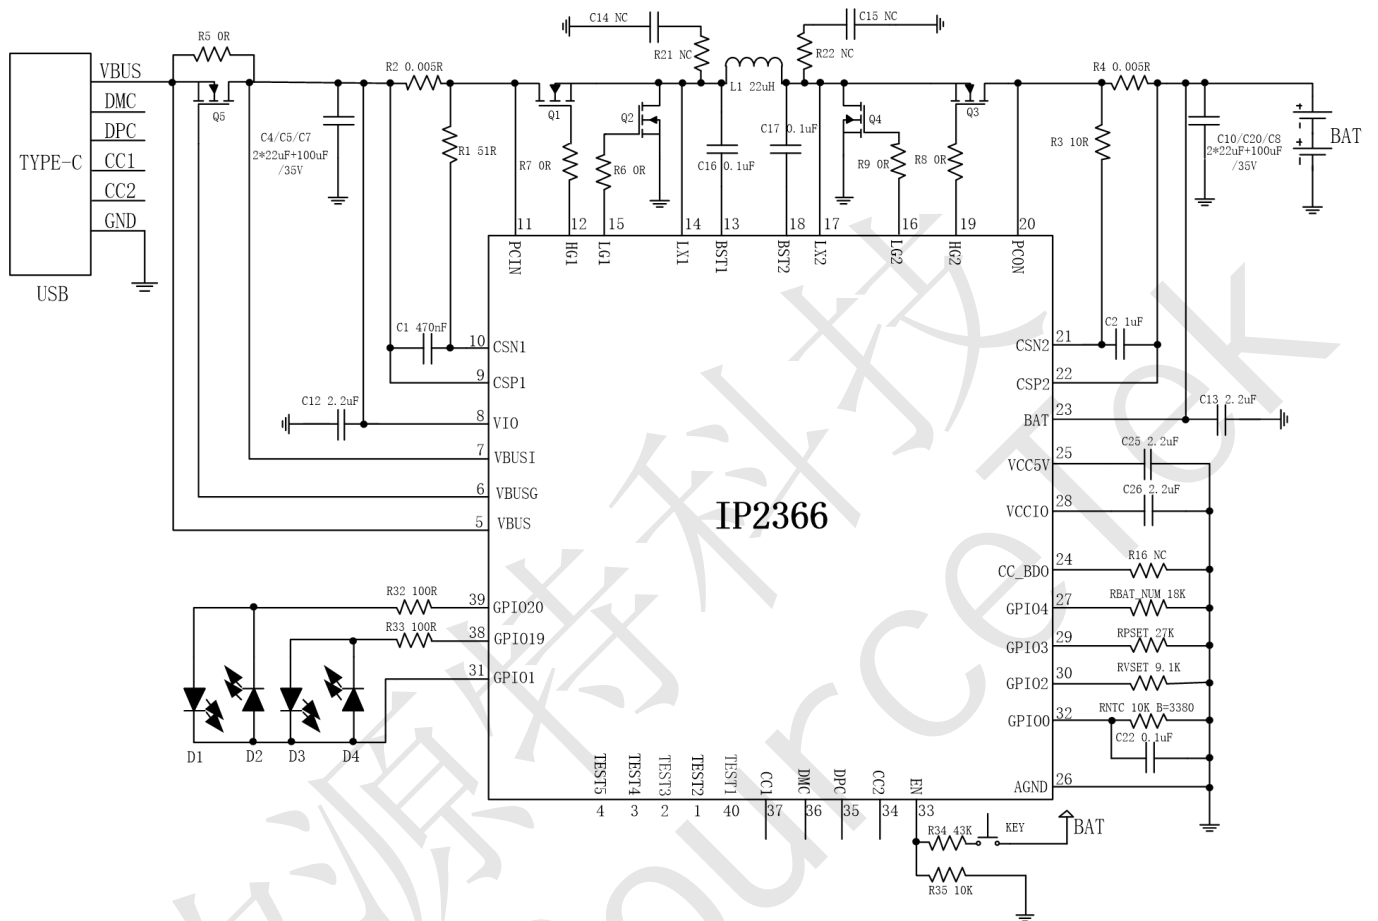 C14 NC
C15 NC
R5 0R
R21 NC
R22 NC
VBUS
R2 0.005R
L1 22uH
R4 0.005R
DMC
DPC
CC1
CC2
GND
TYPE-C
USB
Q5
Q1
Q2
Q4
Q3
C4/C5/C7
2*22uF+100uF
/35V
R1 51R
R7 0R
R6 0R
C16 0.1uF
C17 0.1uF
R9 0R
R8 0R
R3 10R
C10/C20/C8
2*22uF+100uF
/35V
BAT
11
12
15
14
13
18
17
16
19
20
PCIN
HG1
LG1
LX1
BST1
BST2
LX2
LG2
HG2
PCON
C1 470nF
10
CSN1
9
CSP1
C12 2.2uF
8
VIO
7
VBUSI
6
VBUSG
5
VBUS
C2 1uF
21
CSN2
22
CSP2
23
BAT
C13 2.2uF
C25 2.2uF
25
VCC5V
C26 2.2uF
28
VCCIO
IP2366
R16 NC
24
CC_BDO
RBAT_NUM 18K
27
GPIO4
RPSET 27K
29
GPIO3
RVSET 9.1K
30
GPIO2
RNTC 10K B=3380
32
GPIO0
C22 0.1uF
26
AGND
R32 100R
39
GPIO20
R33 100R
38
GPIO19
31
GPIO1
D1
D2
D3
D4
TEST5
TEST4
TEST3
TEST2
TEST1
CC1
DMC
DPC
CC2
EN
4
3
2
1
40
37
36
35
34
33
R34 43K
KEY
BAT
R35 10K
源特科技
ourceTek